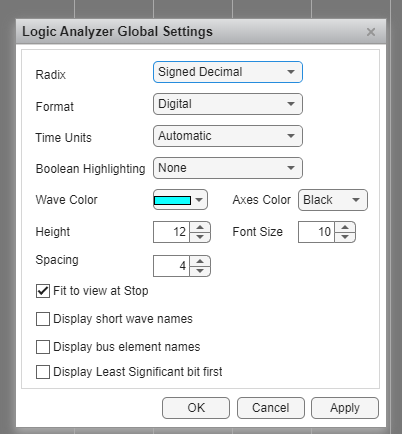 Logic Analyzer Global Settings
Radix Signed Decimal
Format Digital
Time Units Automatic
Boolean Highlighting None
Wave Color Axes Color Black
Height 12 Font Size 10
Spacing 4
Fit to view at Stop
Display short wave names
Display bus element names
Display Least Significant bit first
OK Cancel Apply